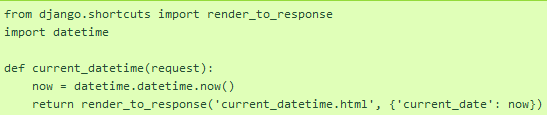 from django.shortcuts import render_to_response
import datetime

def current_datetime(request):
    now = datetime.datetime.now()
    return render_to_response('current_datetime.html', {'current_date': now})